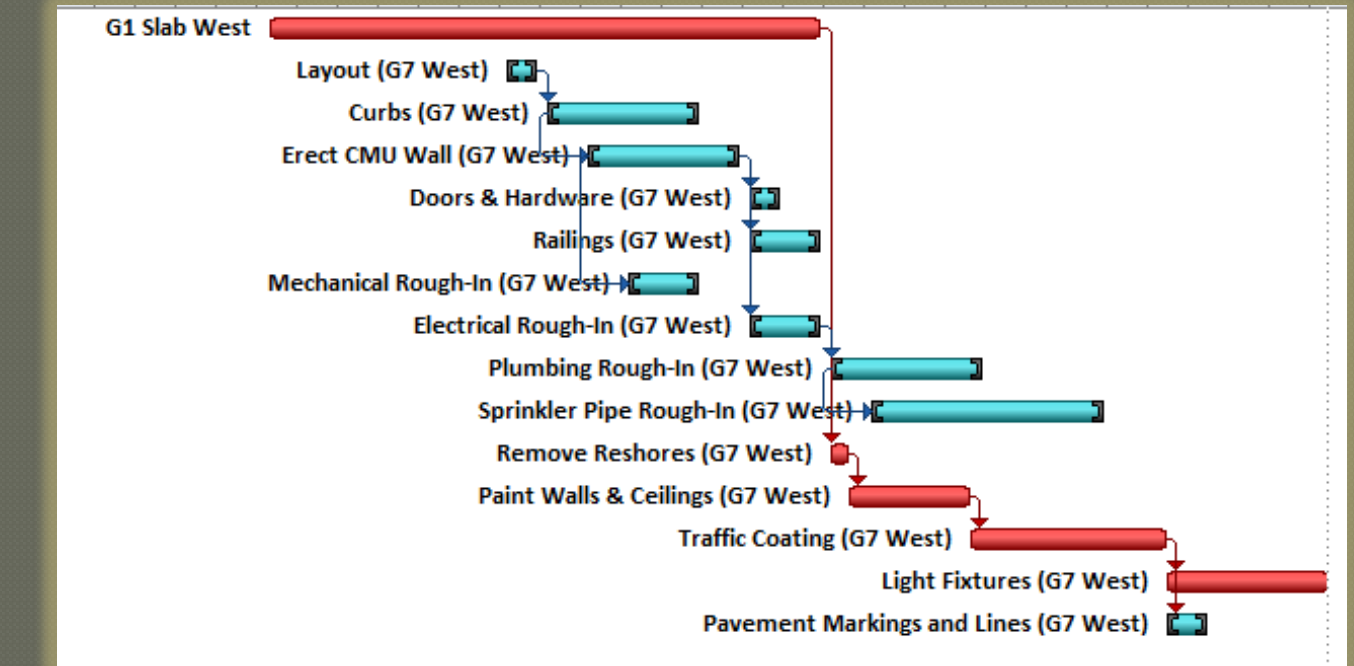 G1 Slab West
Layout (G7 West)
Curbs (G7 West)
Erect CMU Wall (G7 West)
Doors & Hardware (G7 West)
Railings (G7 West)
Mechanical Rough-In (G7 West)
Electrical Rough-In (G7 West)
Plumbing Rough-In (G7 West)
Sprinkler Pipe Rough-In (G7 West)
Remove Reshores (G7 West)
Paint Walls & Ceilings (G7 West)
Traffic Coating (G7 West)
Light Fixtures (G7 West)
Pavement Markings and Lines (G7 West)